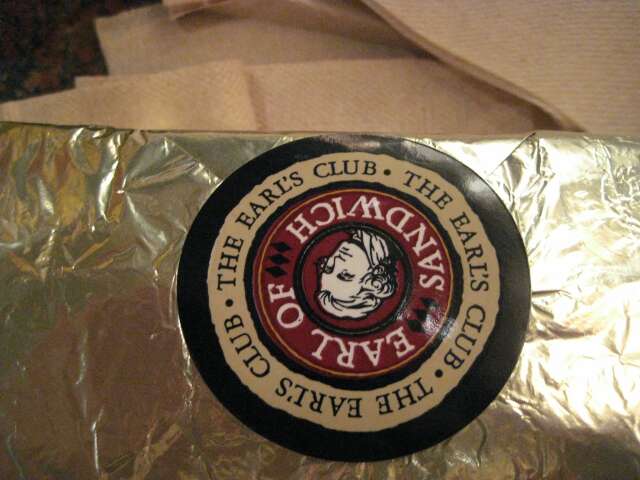 THE EARL'S CLUB • THE EARL'S CLUB • THE EARL'S CLUB •
EARL OF SANDWICH